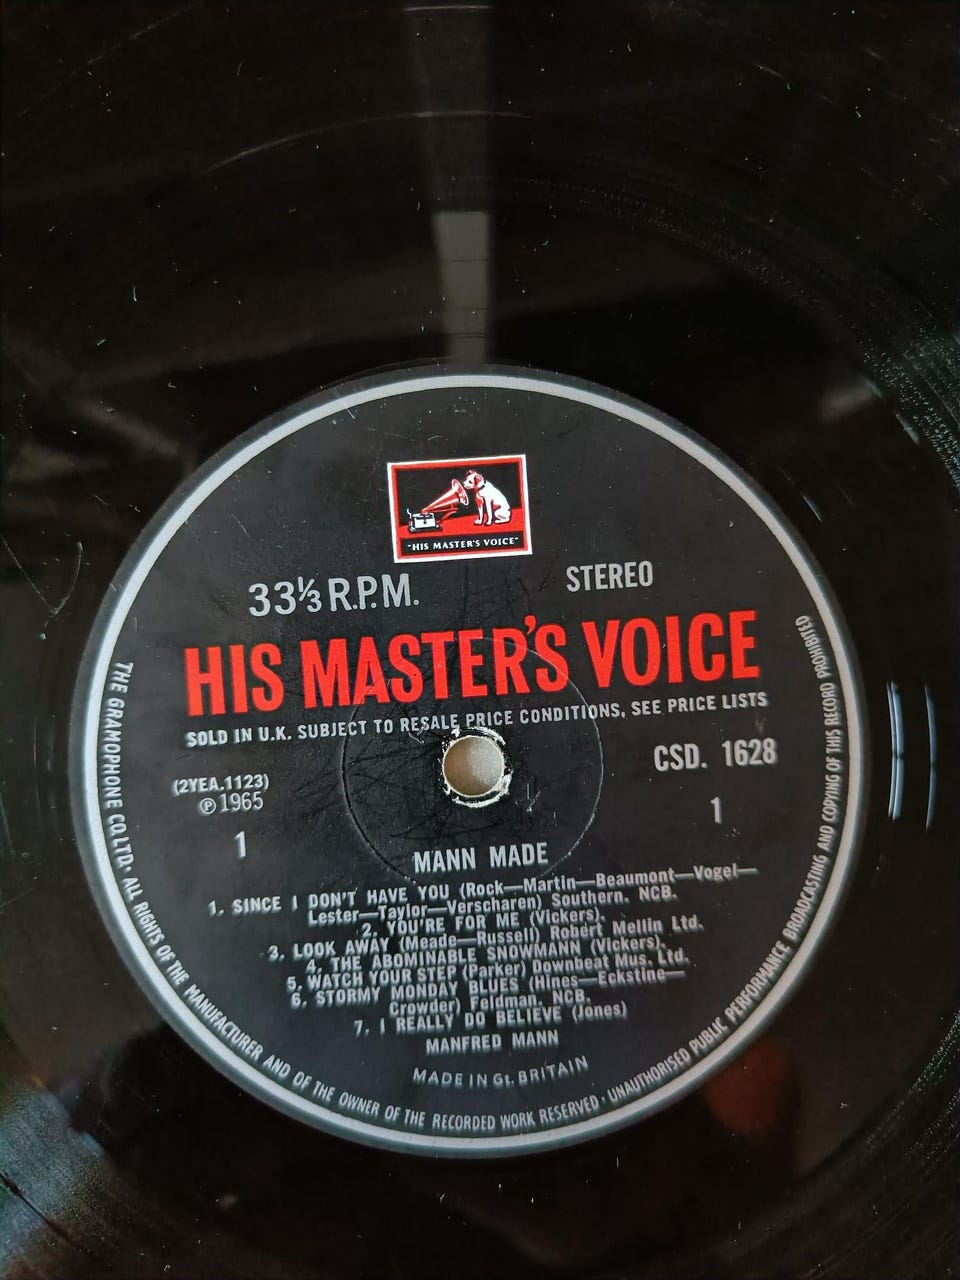 "HIS MASTER'S VOICE"
33⅓ R.P.M.
STEREO
HIS MASTER'S VOICE
SOLD IN U.K. SUBJECT TO RESALE PRICE CONDITIONS, SEE PRICE LISTS
CSD. 1628
(2YEA.1123)
℗ 1965
1
1
MANN MADE
1. SINCE I DON'T HAVE YOU (Rock—Martin—Beaumont—Vogel—
Lester—Taylor—Verscharen) Southern. NCB.
2. YOU'RE FOR ME (Vickers).
3. LOOK AWAY (Meade—Russell) Robert Mellin Ltd.
4. THE ABOMINABLE SNOWMANN (Vickers).
5. WATCH YOUR STEP (Parker) Downbeat Mus. Ltd.
6. STORMY MONDAY BLUES (Hines—Eckstine—
Crowder) Feldman. NCB.
7. I REALLY DO BELIEVE (Jones)
MANFRED MANN
MADE IN Gt. BRITAIN
THE GRAMOPHONE CO. LTD. ALL RIGHTS OF THE MANUFACTURER AND OF THE OWNER OF THE RECORDED WORK RESERVED · UNAUTHORISED PUBLIC PERFORMANCE BROADCASTING AND COPYING OF THIS RECORD PROHIBITED